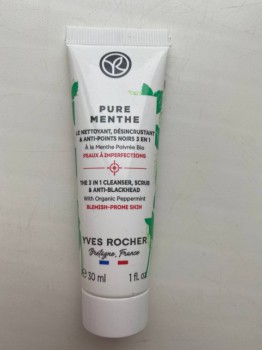 PURE
MENTHE
LE NETTOYANT, DÉSINCRUSTANT
& ANTI-POINTS NOIRS 3 EN 1
À la Menthe Poivrée Bio
PEAUX À IMPERFECTIONS
THE 3 IN 1 CLEANSER, SCRUB
& ANTI-BLACKHEAD
With Organic Peppermint
BLEMISH-PRONE SKIN
YVES ROCHER
Bretagne, France
e 30 ml 1 fl. oz